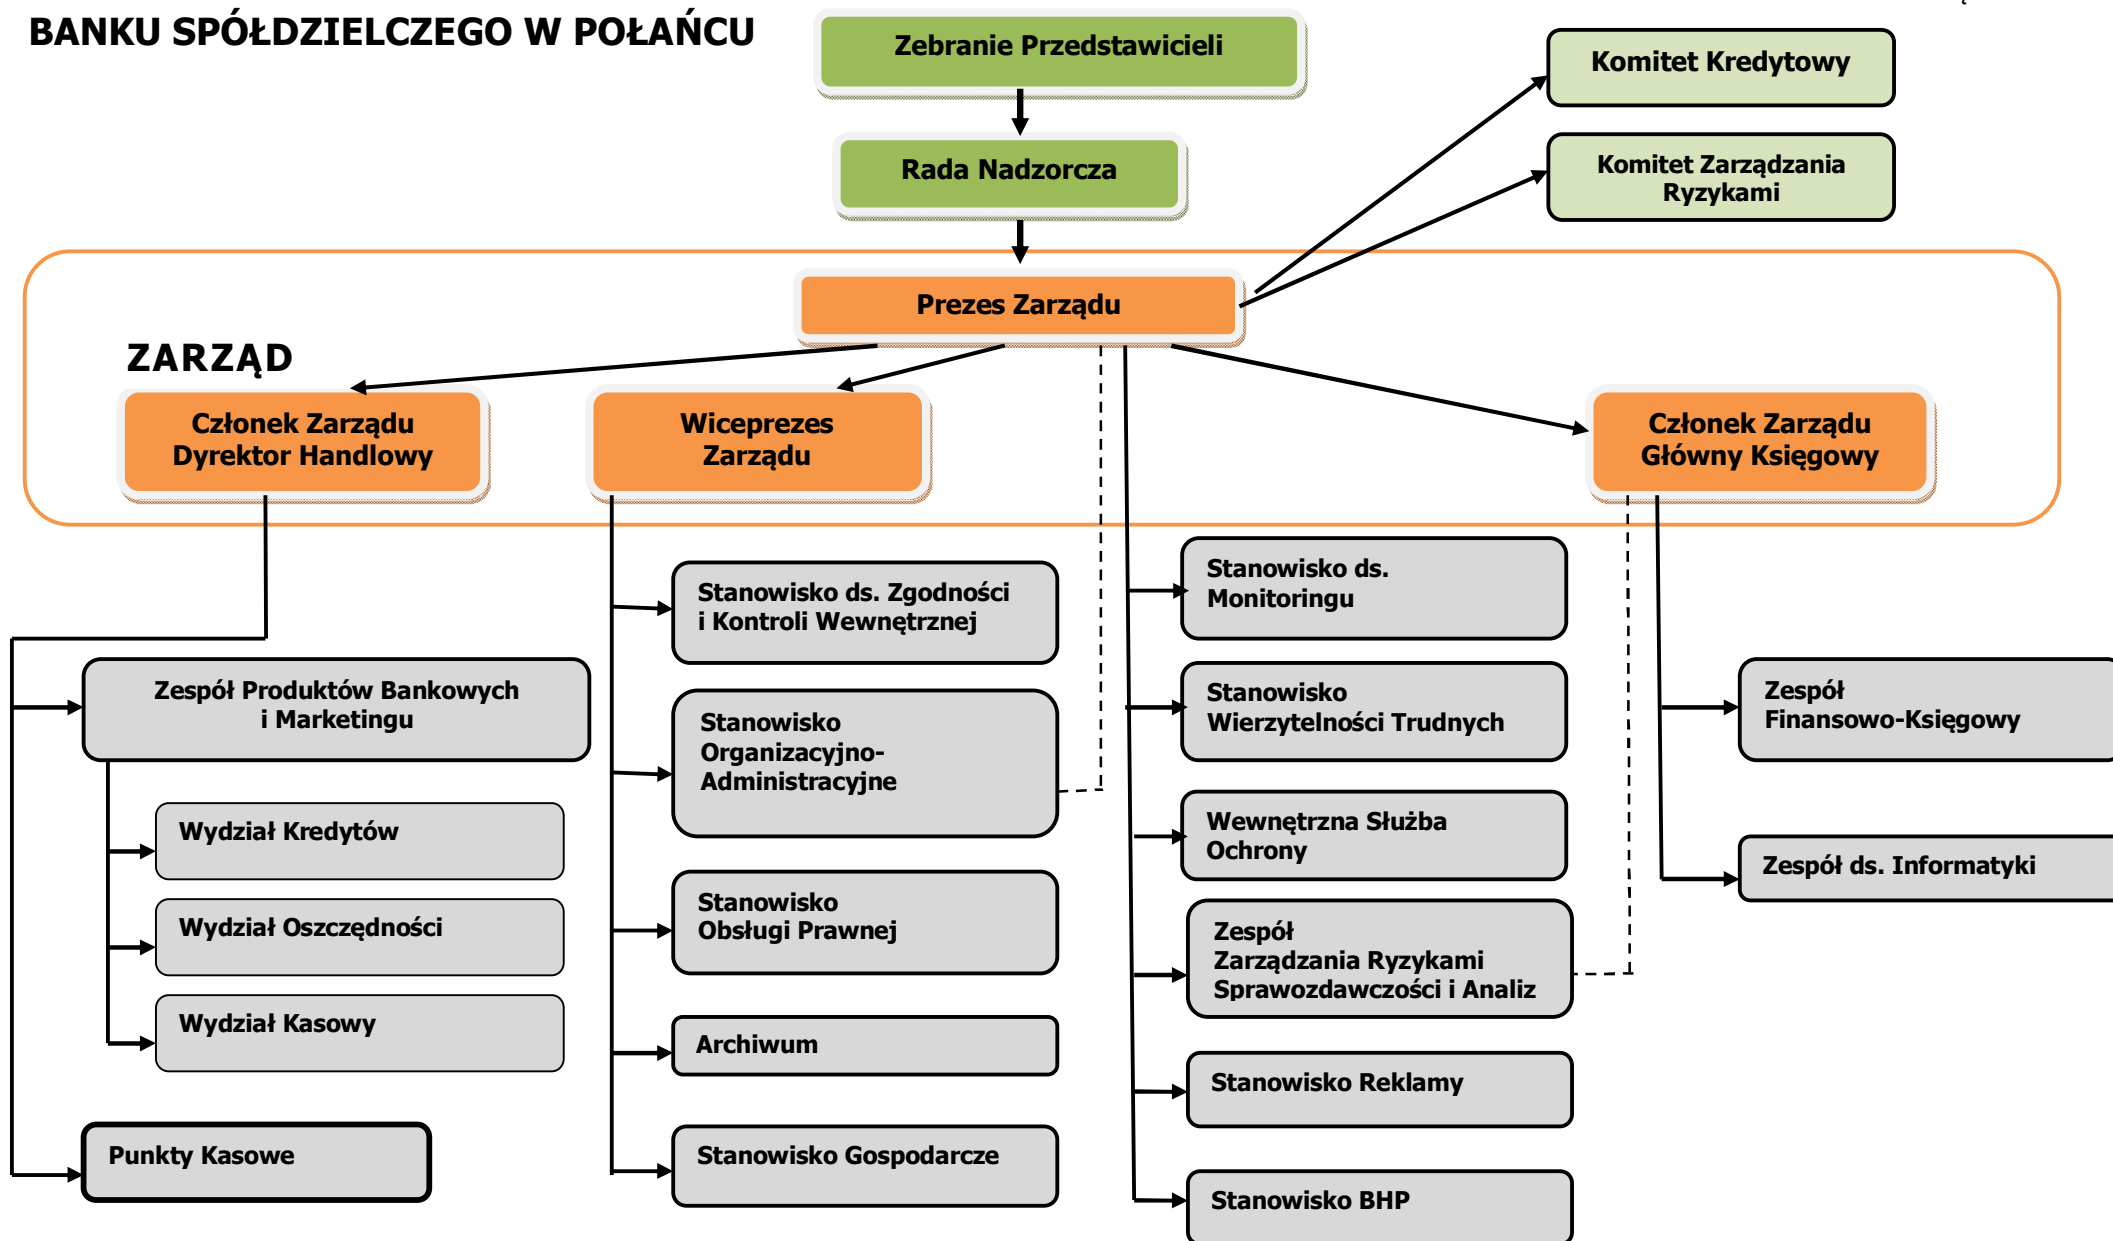 BANKU SPÓŁDZIELCZEGO W POŁAŃCU
Zebranie Przedstawicieli
Komitet Kredytowy
Rada Nadzorcza
Komitet Zarządzania
Ryzykami
Prezes Zarządu
ZARZĄD
Członek Zarządu
Dyrektor Handlowy
Wiceprezes
Zarządu
Członek Zarządu
Główny Księgowy
Zespół Produktów Bankowych
i Marketingu
Wydział Kredytów
Wydział Oszczędności
Wydział Kasowy
Punkty Kasowe
Stanowisko ds. Zgodności
i Kontroli Wewnętrznej
Stanowisko
Organizacyjno-
Administracyjne
Stanowisko
Obsługi Prawnej
Archiwum
Stanowisko Gospodarcze
Stanowisko ds.
Monitoringu
Stanowisko
Wierzytelności Trudnych
Wewnętrzna Służba
Ochrony
Zespół
Zarządzania Ryzykami
Sprawozdawczości i Analiz
Stanowisko Reklamy
Stanowisko BHP
Zespół
Finansowo-Księgowy
Zespół ds. Informatyki